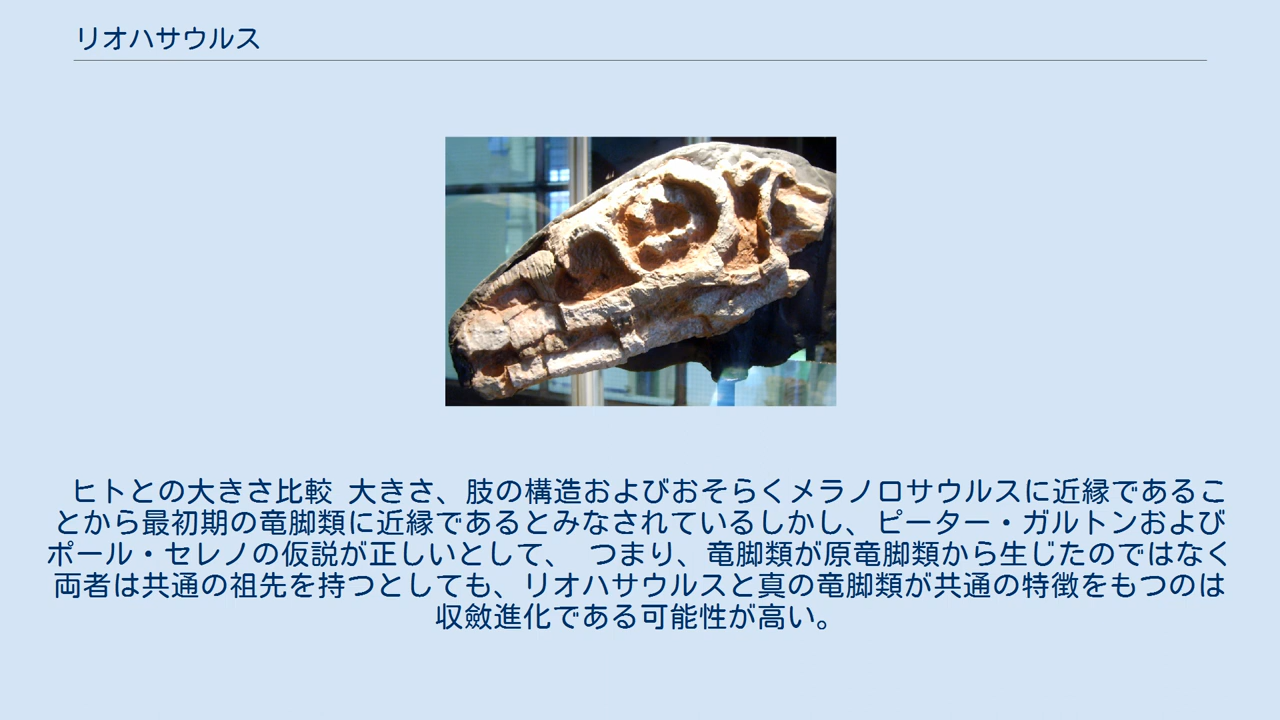 リオハサウルス
ヒトとの大きさ比較 大きさ、肢の構造およびおそらくメラノロサウルスに近縁であるこ
とから最初期の竜脚類に近縁であるとみなされているしかし、ピーター・ガルトンおよび
ポール・セレノの仮説が正しいとして、 つまり、竜脚類が原竜脚類から生じたのではなく
両者は共通の祖先を持つとしても、リオハサウルスと真の竜脚類が共通の特徴をもつのは
収斂進化である可能性が高い。